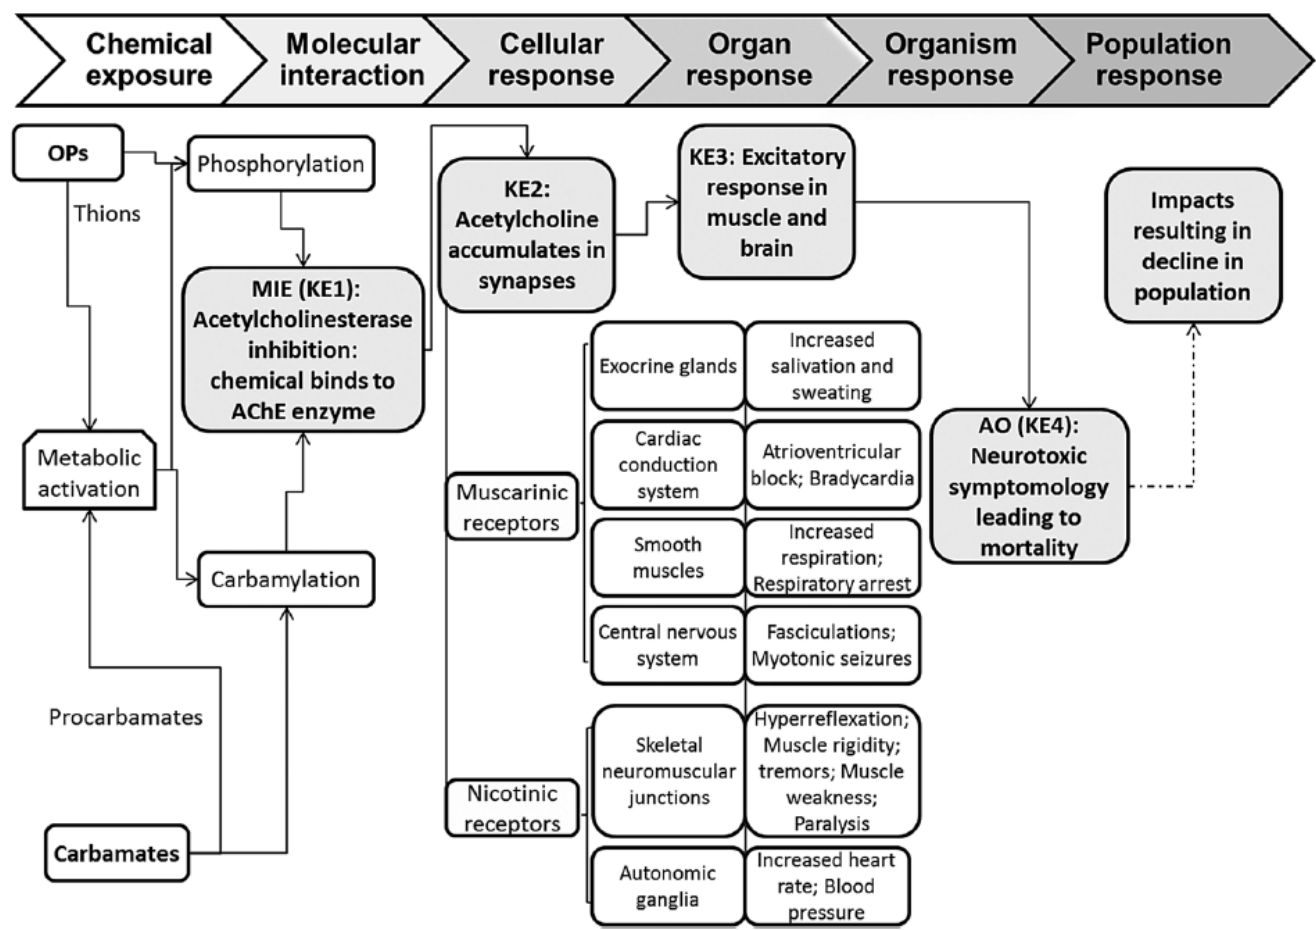 Chemical
exposure
Molecular
interaction
Cellular
response
Organ
response
Organism
response
Population
response
OPs
Thions
Phosphorylation
MIE (KE1):
Acetylcholinesterase
inhibition:
chemical binds to
AChE enzyme
Metabolic
activation
Carbamylation
Procarbamates
Carbamates
KE2:
Acetylcholine
accumulates in
synapses
KE3: Excitatory
response in
muscle and
brain
Muscarinic
receptors
Exocrine glands
Increased
salivation and
sweating
Cardiac
conduction
system
Atrioventricular
block; Bradycardia
Smooth
muscles
Increased
respiration;
Respiratory arrest
Central nervous
system
Fasciculations;
Myotonic seizures
Nicotinic
receptors
Skeletal
neuromuscular
junctions
Hyperreflexation;
Muscle rigidity;
tremors; Muscle
weakness;
Paralysis
Autonomic
ganglia
Increased heart
rate; Blood
pressure
AO (KE4):
Neurotoxic
symptomology
leading to
mortality
Impacts
resulting in
decline in
population